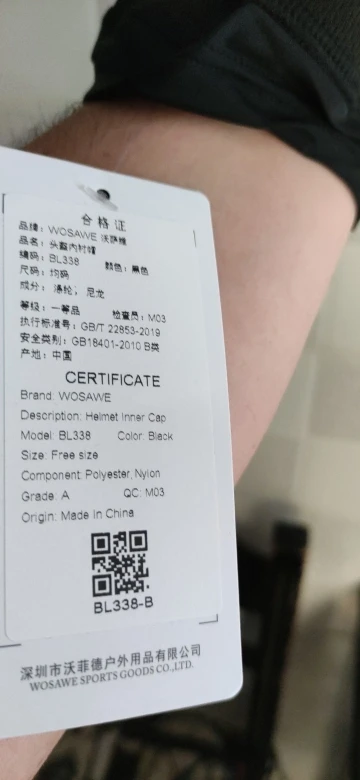 合格证
品牌：WOSAWE 沃萨维
品名：头盔内衬帽
编码：BL338 颜色：黑色
尺码：均码
成分：涤纶，尼龙
等级：一等品 检查员：M03
执行标准号：GB/T 22853-2019
安全类别：GB18401-2010 B类
产地：中国
CERTIFICATE
Brand: WOSAWE
Description: Helmet Inner Cap
Model: BL338 Color: Black
Size: Free size
Component: Polyester, Nylon
Grade: A QC: M03
Origin: Made In China
BL338-B
深圳市沃菲德户外用品有限公司
WOSAWE SPORTS GOODS CO.,LTD.